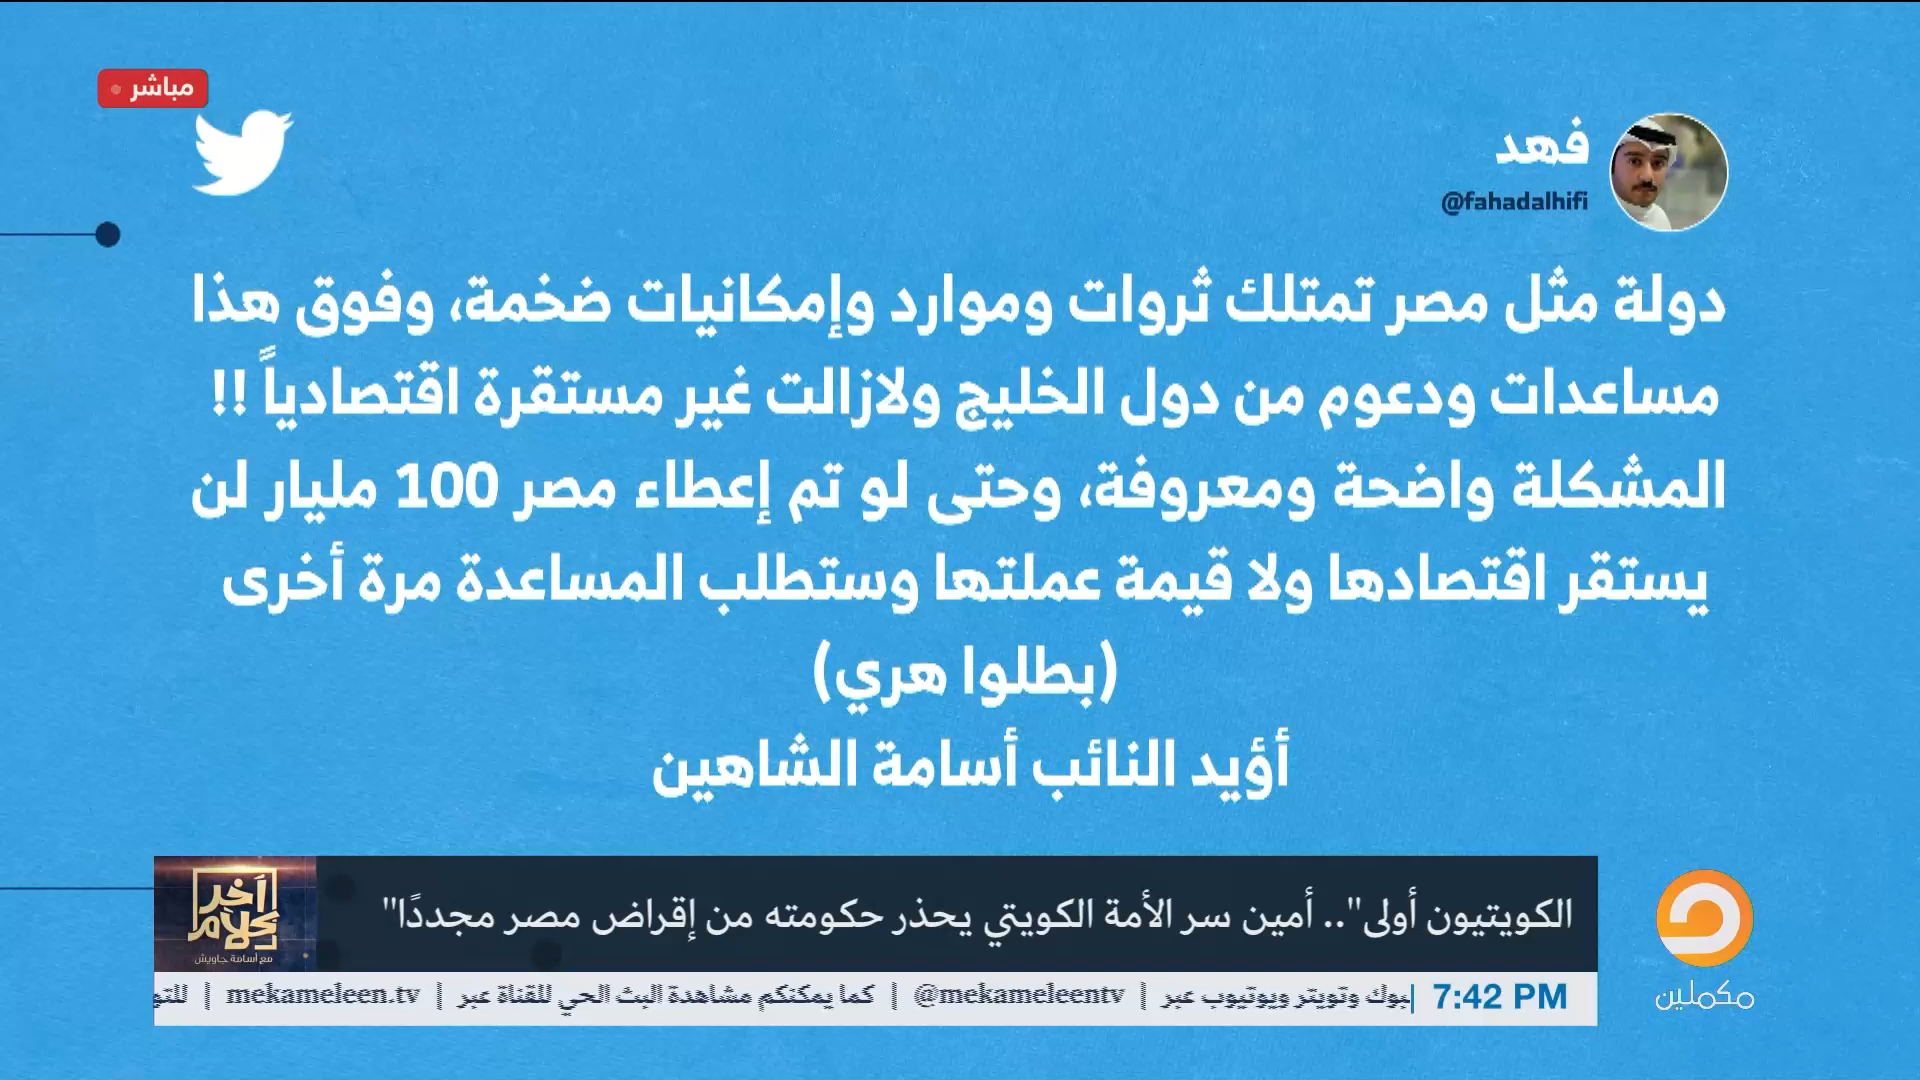 مباشر
فهد
@fahadalhifi
دولة مثل مصر تمتلك ثروات وموارد وإمكانيات ضخمة، وفوق هذا
مساعدات ودعوم من دول الخليج ولازالت غير مستقرة اقتصادياً !!
المشكلة واضحة ومعروفة، وحتى لو تم إعطاء مصر 100 مليار لن
يستقر اقتصادها ولا قيمة عملتها وستطلب المساعدة مرة أخرى
(بطلوا هري)
أؤيد النائب أسامة الشاهين
الكويتيون أولى".. أمين سر الأمة الكويتي يحذر حكومته من إقراض مصر مجددًا"
آخر
كلام
مع أسامة جاويش
7:42 PM
وتويتر ويوتيوب عبر | @mekameleentv | كما يمكنكم مشاهدة البث الحي للقناة عبر | mekameleen.tv |
مكملين